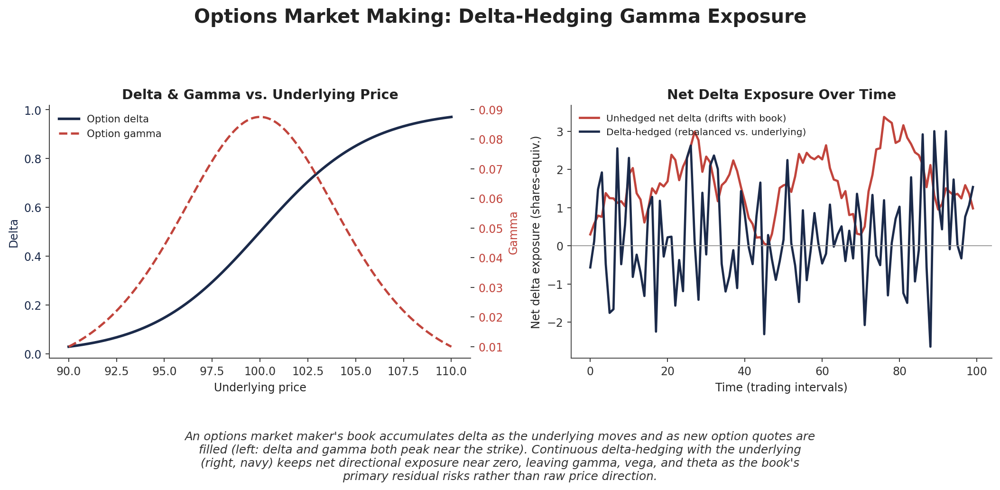 Options Market Making: Delta-Hedging Gamma Exposure
Delta & Gamma vs. Underlying Price
Option delta
Option gamma
Delta
1.0
0.8
0.6
0.4
0.2
0.0
0.09
0.08
0.07
0.06
0.05
0.04
0.03
0.02
0.01
Gamma
90.0 92.5 95.0 97.5 100.0 102.5 105.0 107.5 110.0
Underlying price
Net Delta Exposure Over Time
Unhedged net delta (drifts with book)
Delta-hedged (rebalanced vs. underlying)
Net delta exposure (shares-equiv.)
3
2
1
0
−1
−2
0 20 40 60 80 100
Time (trading intervals)
An options market maker's book accumulates delta as the underlying moves and as new option quotes are
filled (left: delta and gamma both peak near the strike). Continuous delta-hedging with the underlying
(right, navy) keeps net directional exposure near zero, leaving gamma, vega, and theta as the book's
primary residual risks rather than raw price direction.